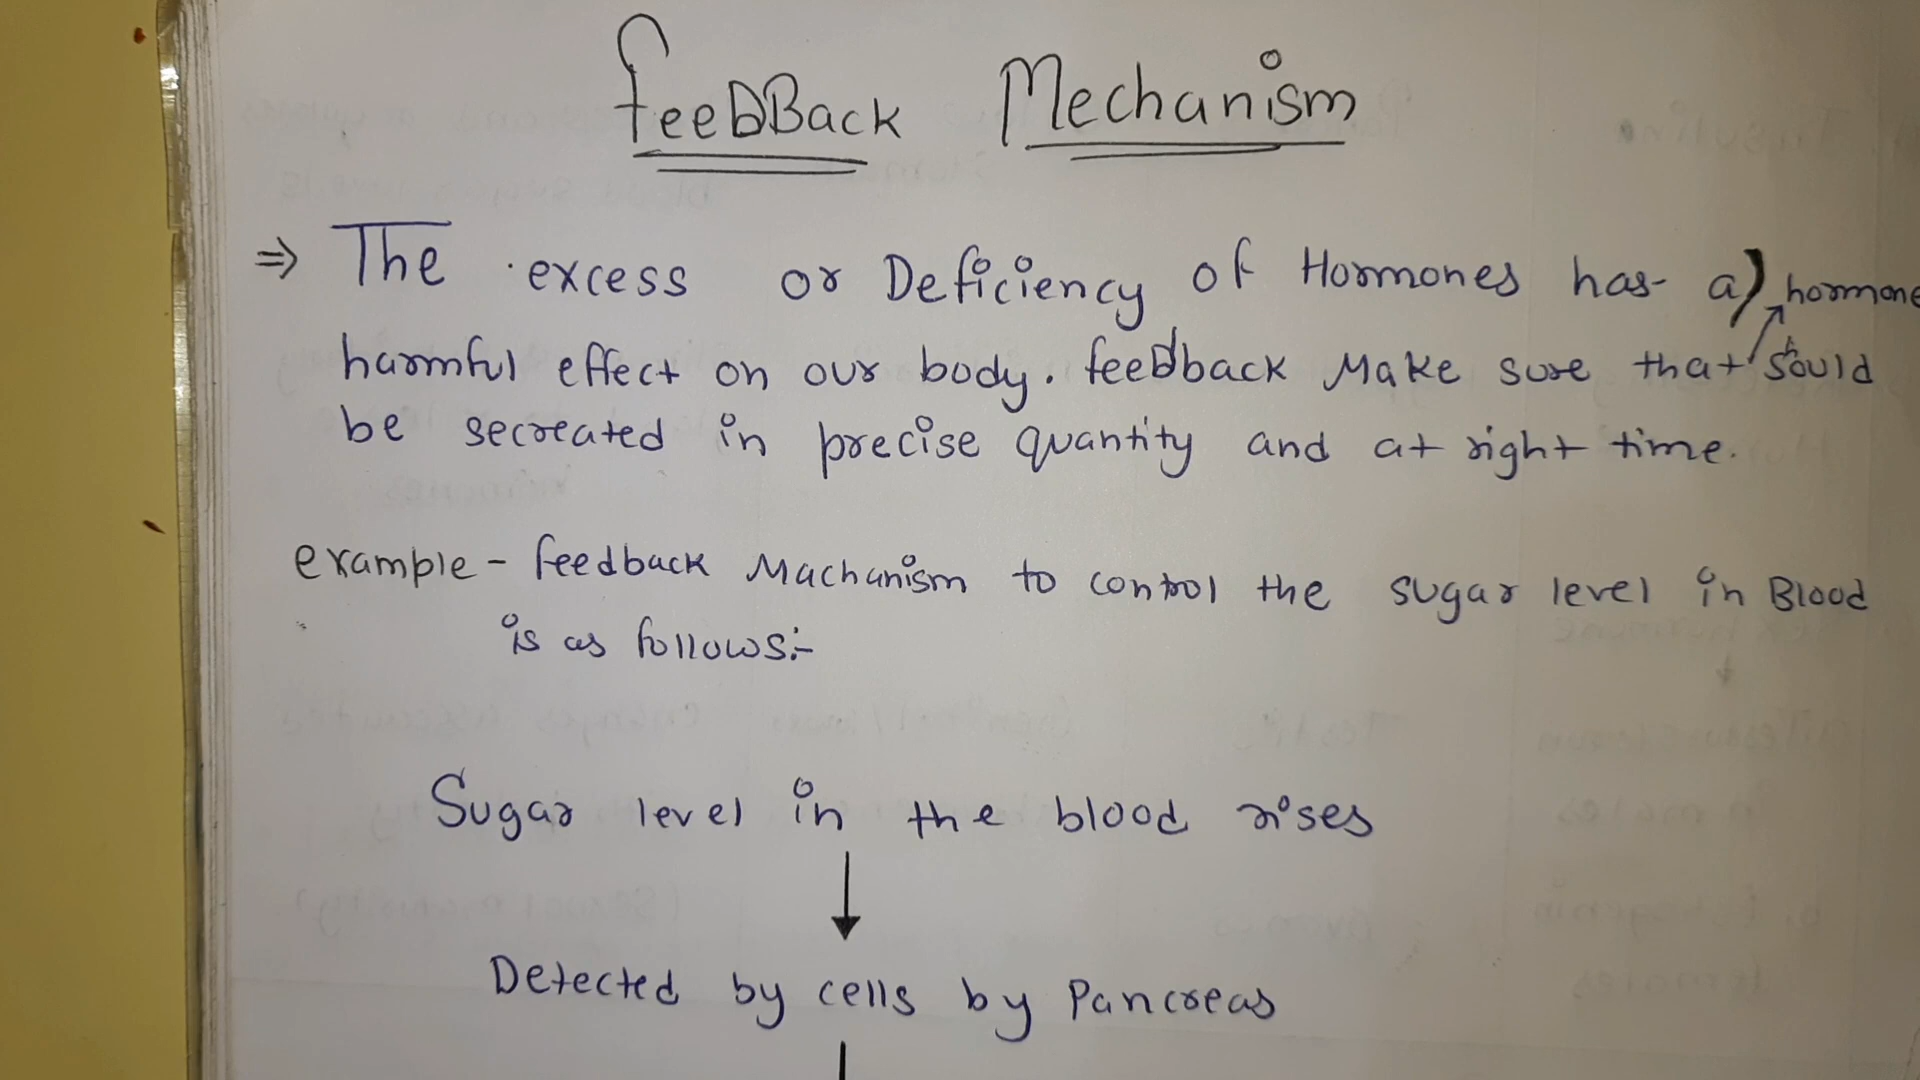 FeeDBack Mechanism
⇒ The excess or Deficiency of Hormones has a) hormone
harmful effect on our body. feedback Make sure that sould
be secreated in precise quantity and at right time.
example - feedback Machanism to control the sugar level in Blood
is as follows:-
Sugar level in the blood rises
↓
Detected by cells by Pancreas